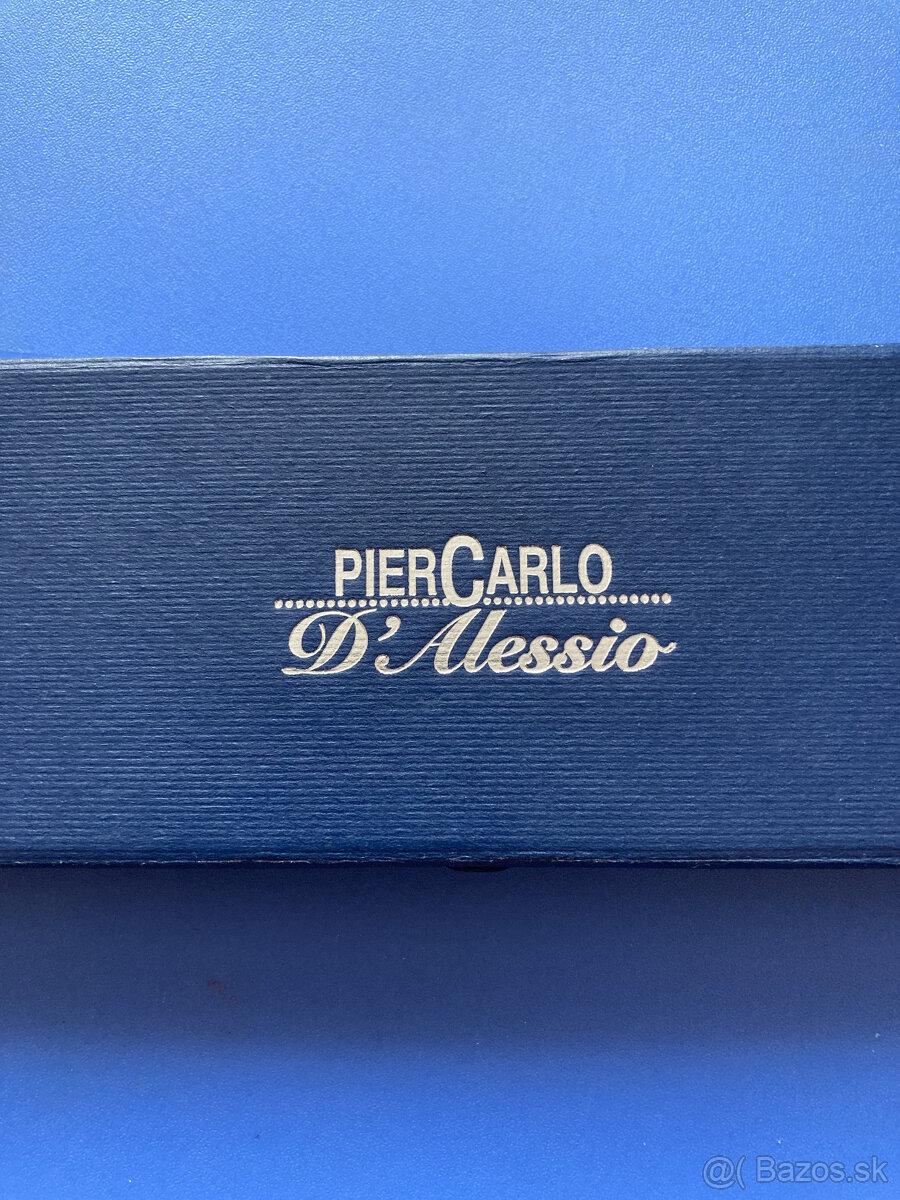 PIERCARLO
D'Alessio
@( Bazos.sk